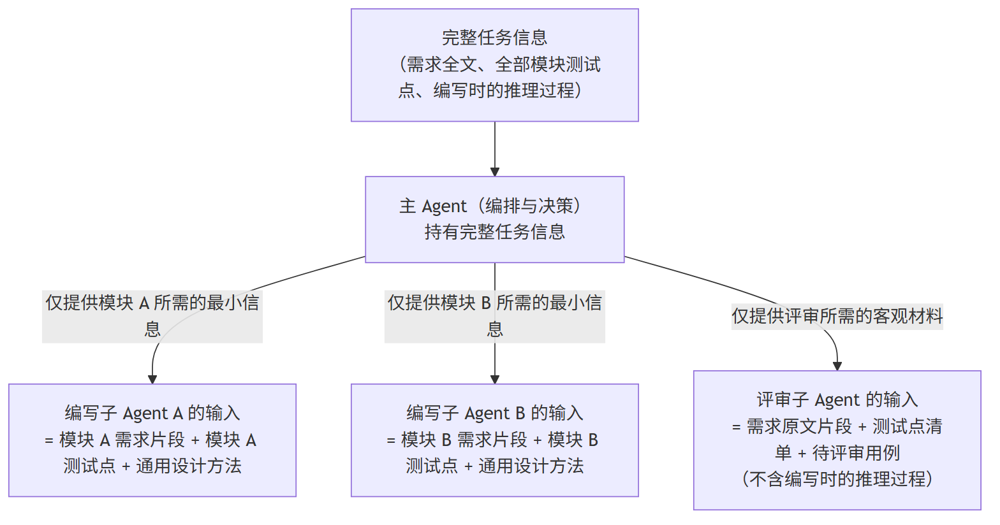 完整任务信息
（需求全文、全部模块测试
点、编写时的推理过程）
主 Agent（编排与决策）
持有完整任务信息
仅提供模块 A 所需的最小信
息
仅提供模块 B 所需的最小信
息
仅提供评审所需的客观材料
编写子 Agent A 的输入
= 模块 A 需求片段 + 模块 A
测试点 + 通用设计方法
编写子 Agent B 的输入
= 模块 B 需求片段 + 模块 B
测试点 + 通用设计方法
评审子 Agent 的输入
= 需求原文片段 + 测试点清
单 + 待评审用例
（不含编写时的推理过程）